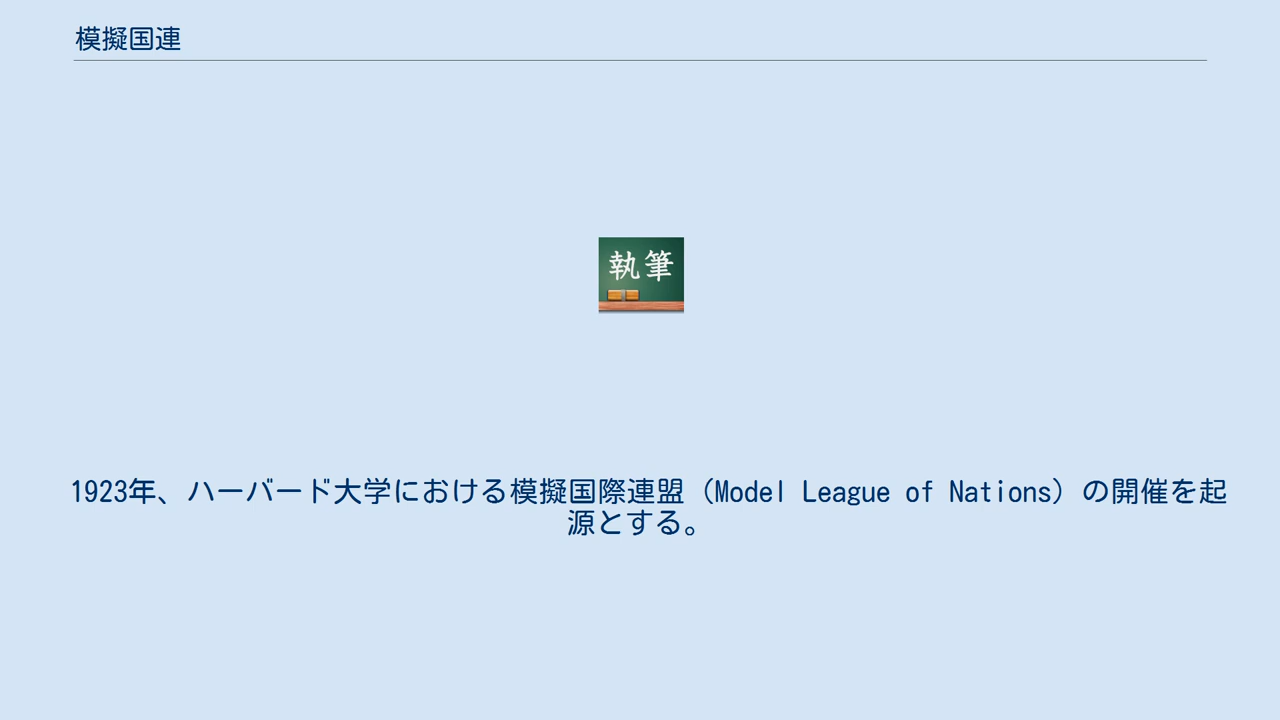 模擬国連
執筆
1923年、ハーバード大学における模擬国際連盟（Model League of Nations）の開催を起
源とする。